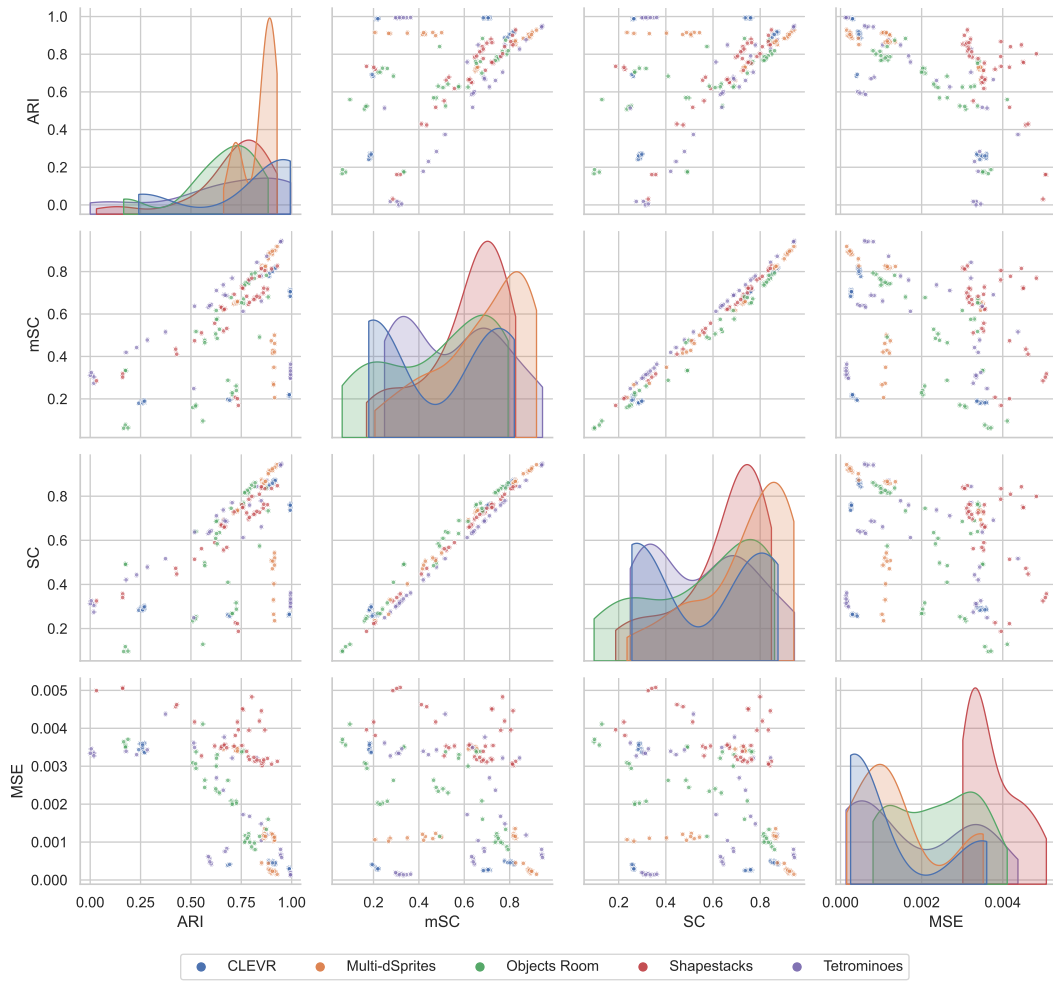 1.0
0.8
0.6
0.4
0.2
0.0
ARI
0.8
0.6
0.4
0.2
mSC
0.8
0.6
0.4
0.2
SC
0.005
0.004
0.003
0.002
0.001
0.000
MSE
0.00 0.25 0.50 0.75 1.00
0.2 0.4 0.6 0.8
0.2 0.4 0.6 0.8
0.000 0.002 0.004
ARI mSC SC MSE
CLEVR Multi-dSprites Objects Room Shapestacks Tetrominoes